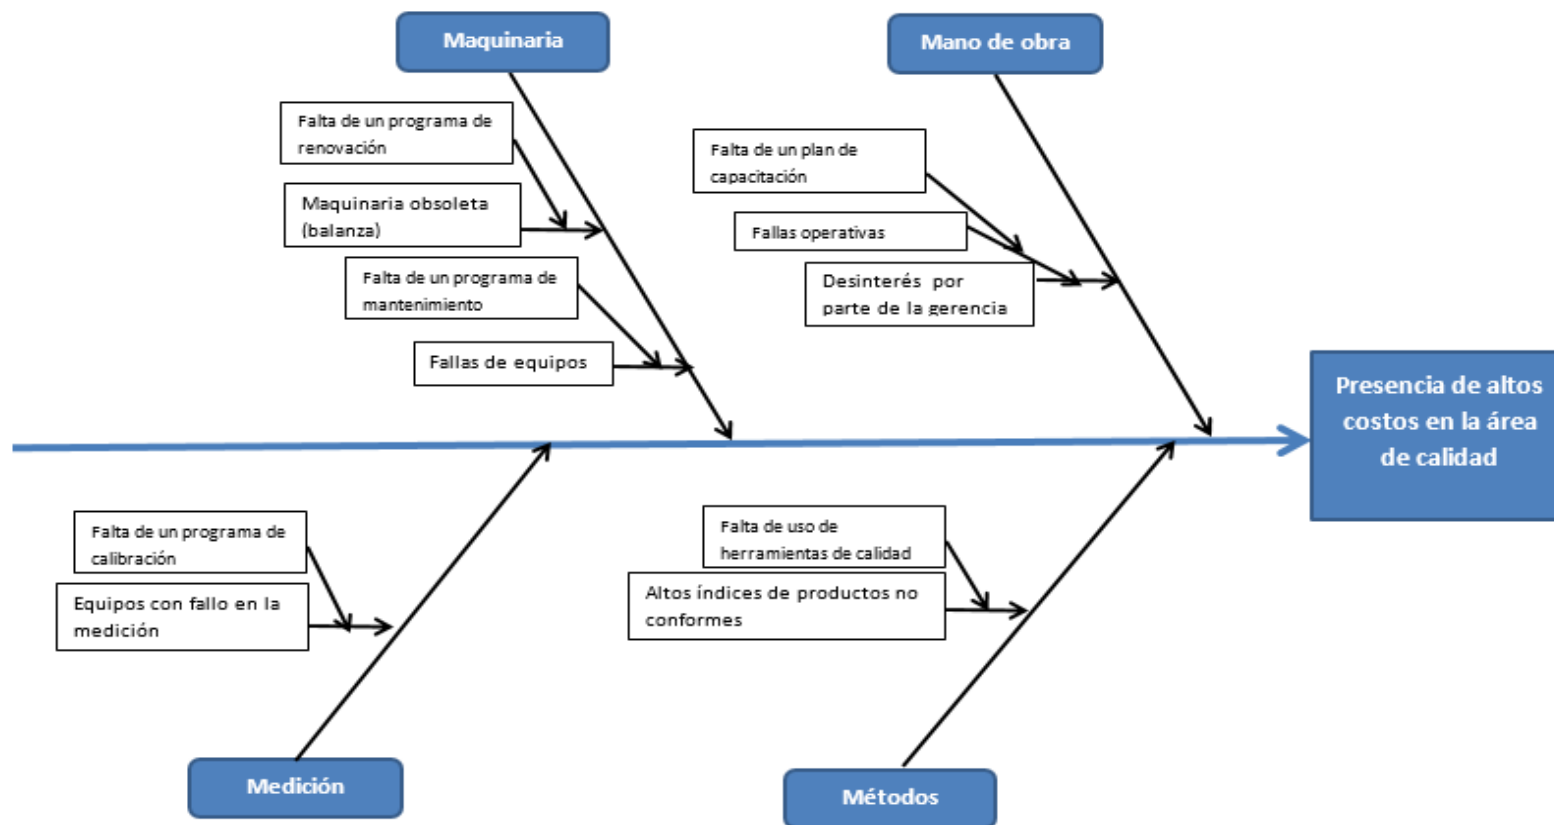 Maquinaria
Mano de obra
Falta de un programa de
renovación
Falta de un plan de
capacitación
Maquinaria obsoleta
(balanza)
Fallas operativas
Falta de un programa de
mantenimiento
Desinterés por
parte de la gerencia
Fallas de equipos
Presencia de altos
costos en la área
de calidad
Falta de un programa de
calibración
Falta de uso de
herramientas de calidad
Equipos con fallo en la
medición
Altos índices de productos no
conformes
Medición
Métodos